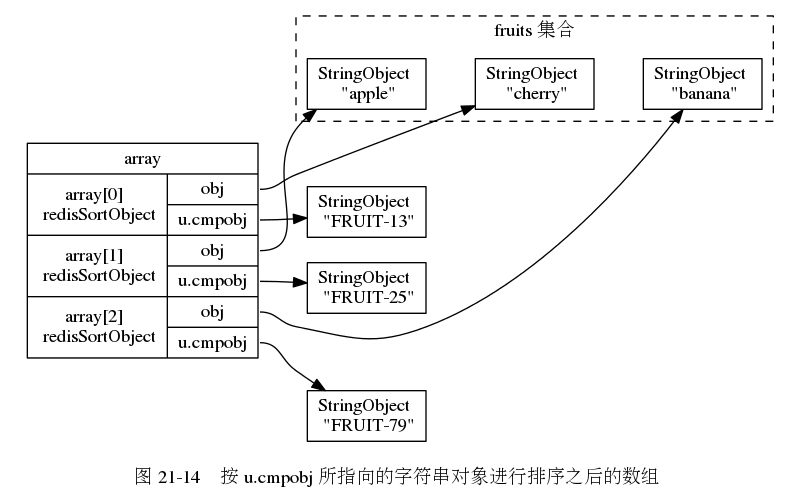 fruits 集合
StringObject
"apple"
StringObject
"cherry"
StringObject
"banana"
array
array[0]
redisSortObject
obj
u.cmpobj
array[1]
redisSortObject
obj
u.cmpobj
array[2]
redisSortObject
obj
u.cmpobj
StringObject
"FRUIT-13"
StringObject
"FRUIT-25"
StringObject
"FRUIT-79"
图 21-14 按 u.cmpobj 所指向的字符串对象进行排序之后的数组